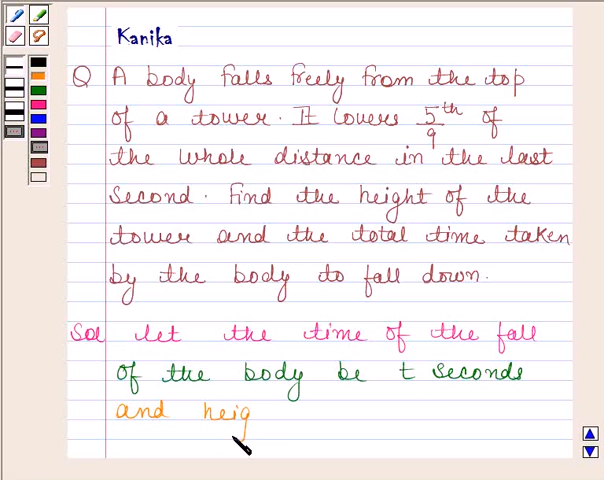 Kanika
Q A body falls freely from the top
of a tower. It covers 5/9 th of
the whole distance in the last
second. Find the height of the
tower and the total time taken
by the body to fall down.
Sol let the time of the fall
of the body be t seconds
and heig